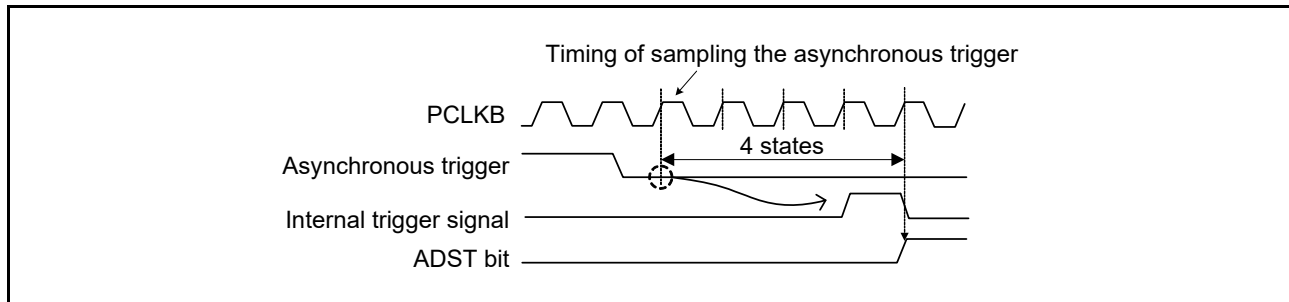 Timing of sampling the asynchronous trigger
PCLKB
4 states
Asynchronous trigger
Internal trigger signal
ADST bit